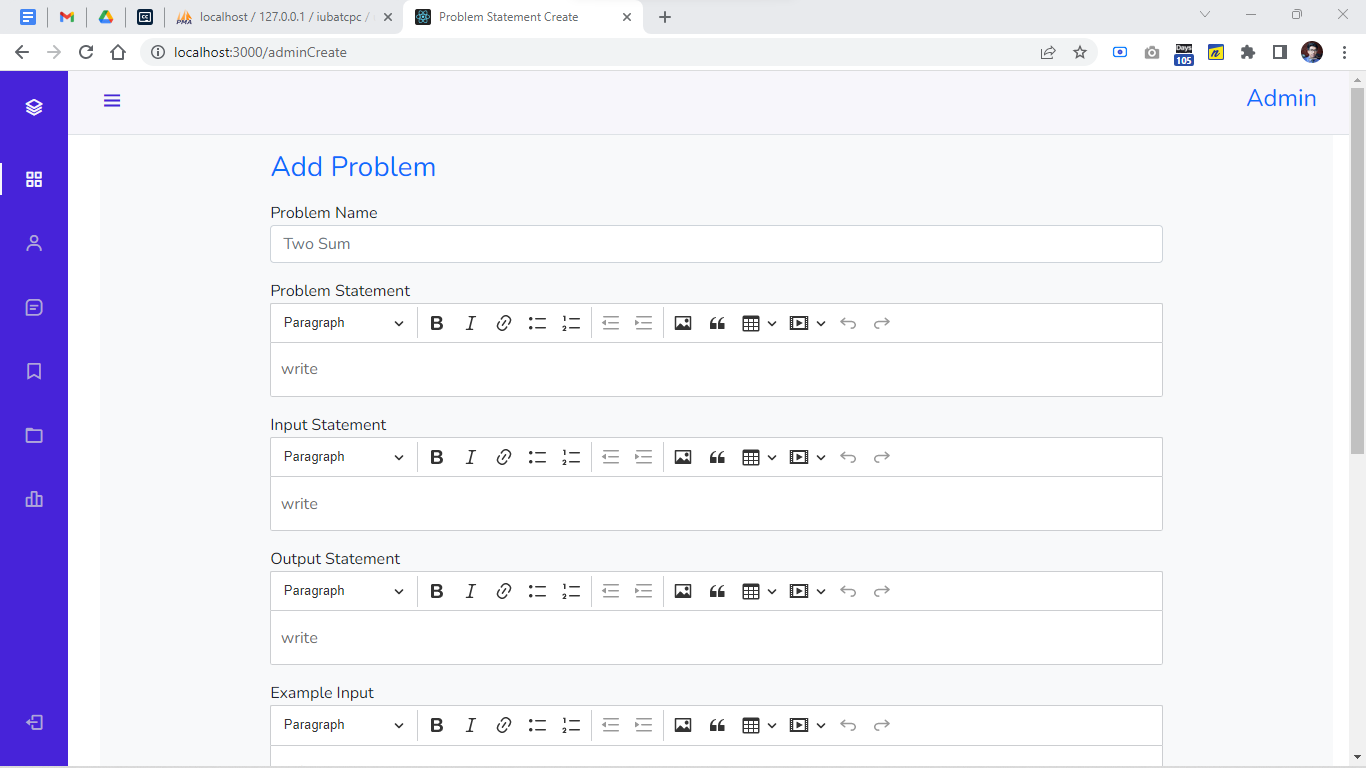 localhost / 127.0.0.1 / iubatcpc /
Problem Statement Create
localhost:3000/adminCreate
Days
105
Admin
Add Problem
Problem Name
Two Sum
Problem Statement
Paragraph
write
Input Statement
Paragraph
write
Output Statement
Paragraph
write
Example Input
Paragraph